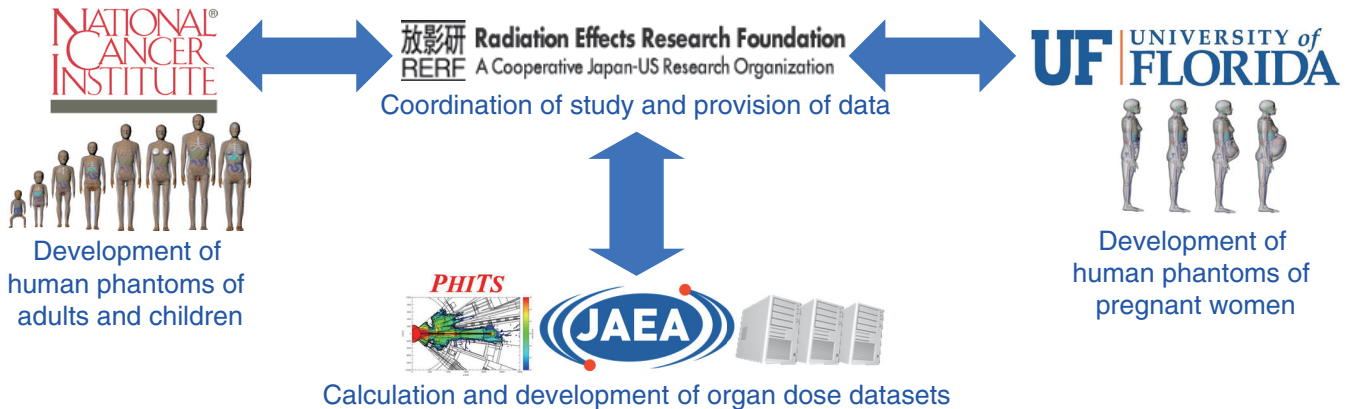 NATIONAL®
CANCER
INSTITUTE
放影研 Radiation Effects Research Foundation
RERF A Cooperative Japan-US Research Organization
Coordination of study and provision of data
UF UNIVERSITY of
FLORIDA
Development of
human phantoms of
adults and children
Development of
human phantoms of
pregnant women
PHITS
JAEA
Calculation and development of organ dose datasets